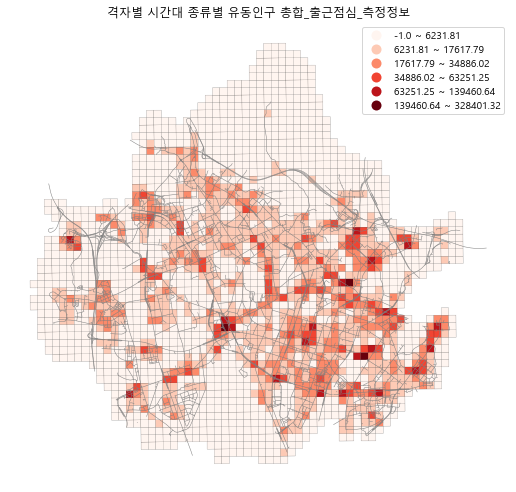 격자별 시간대 종류별 유동인구 총합_출근점심_측정정보
-1.0 ~ 6231.81
6231.81 ~ 17617.79
17617.79 ~ 34886.02
34886.02 ~ 63251.25
63251.25 ~ 139460.64
139460.64 ~ 328401.32